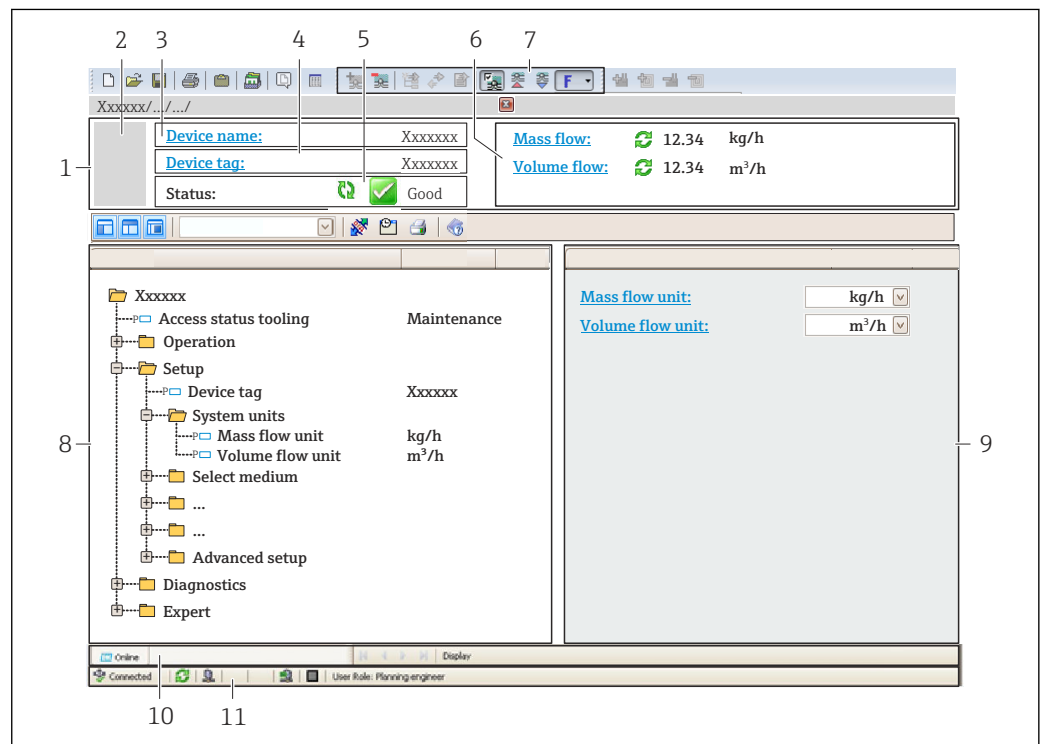 2 3 4 5 6 7
F
Xxxxxx/.../.../
1
Device name: Xxxxxxx
Device tag: Xxxxxxx
Status: Good
Mass flow: 12.34 kg/h
Volume flow: 12.34 m³/h
Xxxxxx
P Access status tooling Maintenance
Operation
Setup
P Device tag Xxxxxx
System units
P Mass flow unit kg/h
P Volume flow unit m³/h
Select medium
...
...
Advanced setup
Diagnostics
Expert
8
Mass flow unit: kg/h
Volume flow unit: m³/h
9
Online Display
Connected User Role: Planning engineer
10 11